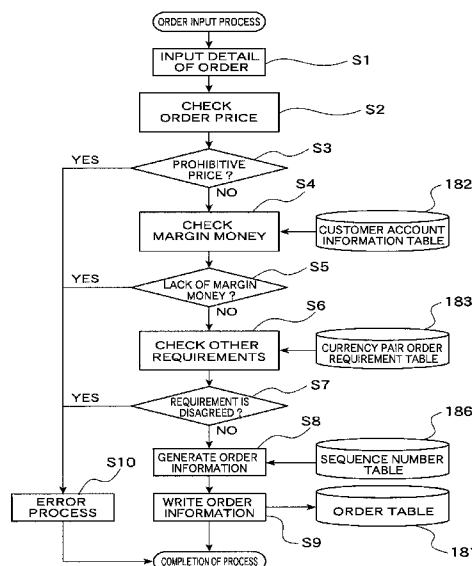 ORDER INPUT PROCESS
INPUT DETAIL
OF ORDER
S1
CHECK
ORDER PRICE
S2
YES
PROHIBITIVE
PRICE ?
S3
NO
S4
182
CHECK
MARGIN MONEY
CUSTOMER ACCOUNT
INFORMATION TABLE
YES
LACK OF MARGIN
MONEY ?
S5
NO
S6
183
CHECK OTHER
REQUIREMENTS
CURRENCY PAIR ORDER
REQUIREMENT TABLE
YES
REQUIREMENT IS
DISAGREED ?
S7
NO
S8
186
GENERATE ORDER
INFORMATION
SEQUENCE NUMBER
TABLE
S10
ERROR
PROCESS
WRITE ORDER
INFORMATION
ORDER TABLE
S9
COMPLETION OF PROCESS